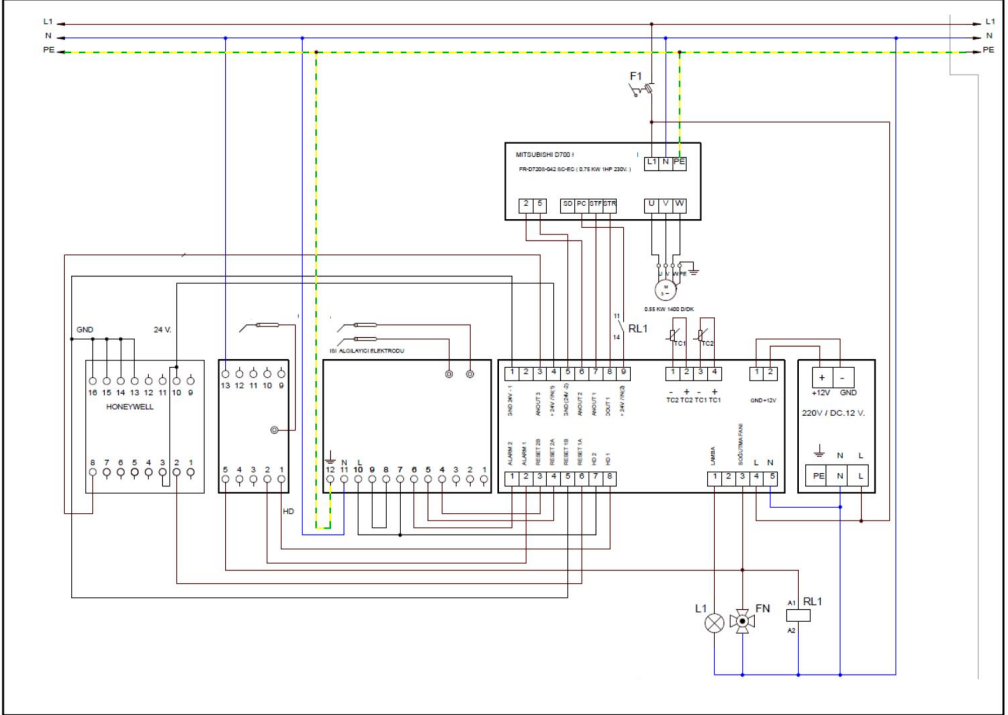 L1 L1
N N
PE PE
F1
MITSUBISHI D700
L1 N PE
FR-D720S-042 SC-EC ( 0.75 KW 1HP 230V. )
2 5 SD PC STF STR U V W
U V W PE
M
0,55 KW 1400 D/DK
11
RL1
14
TC1 TC2
GND 24 V.
ISI ALGILAYICI ELEKTRODU
16 15 14 13 12 11 10 9
HONEYWELL
8 7 6 5 4 3 2 1
13 12 11 10 9
5 4 3 2 1
HD
N L
12 11 10 9 8 7 6 5 4 3 2 1
1 2 3 4 5 6 7 8 9
GND 24V - 1
ANOUT 3
+ 24V /IN(1)
GND (24V -2)
ANOUT 2
ANOUT 1
DOUT 1
+ 24V /IN(2)
1 2 3 4
- + - +
TC2 TC2 TC1 TC1
1 2
GND +12V
ALARM 2
ALARM 1
RESET 2B
RESET 2A
RESET 1B
RESET 1A
HD 2
HD 1
1 2 3 4 5 6 7 8
LAMBA
SOĞUTMA FANI
L N
1 2 3 4 5
+ -
+12V GND
220V / DC.12 V.
N L
PE N L
L1 FN A1 RL1
A2